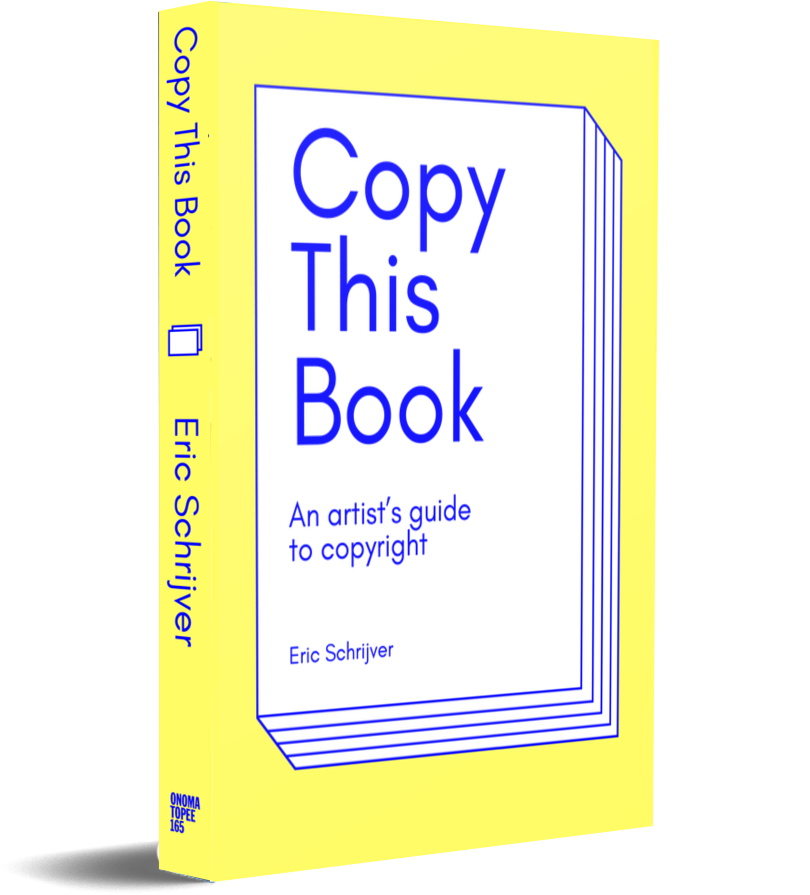 Copy This Book
Eric Schrijver
ONOMA
TOPEE
165
Copy
This
Book
An artist's guide
to copyright
Eric Schrijver